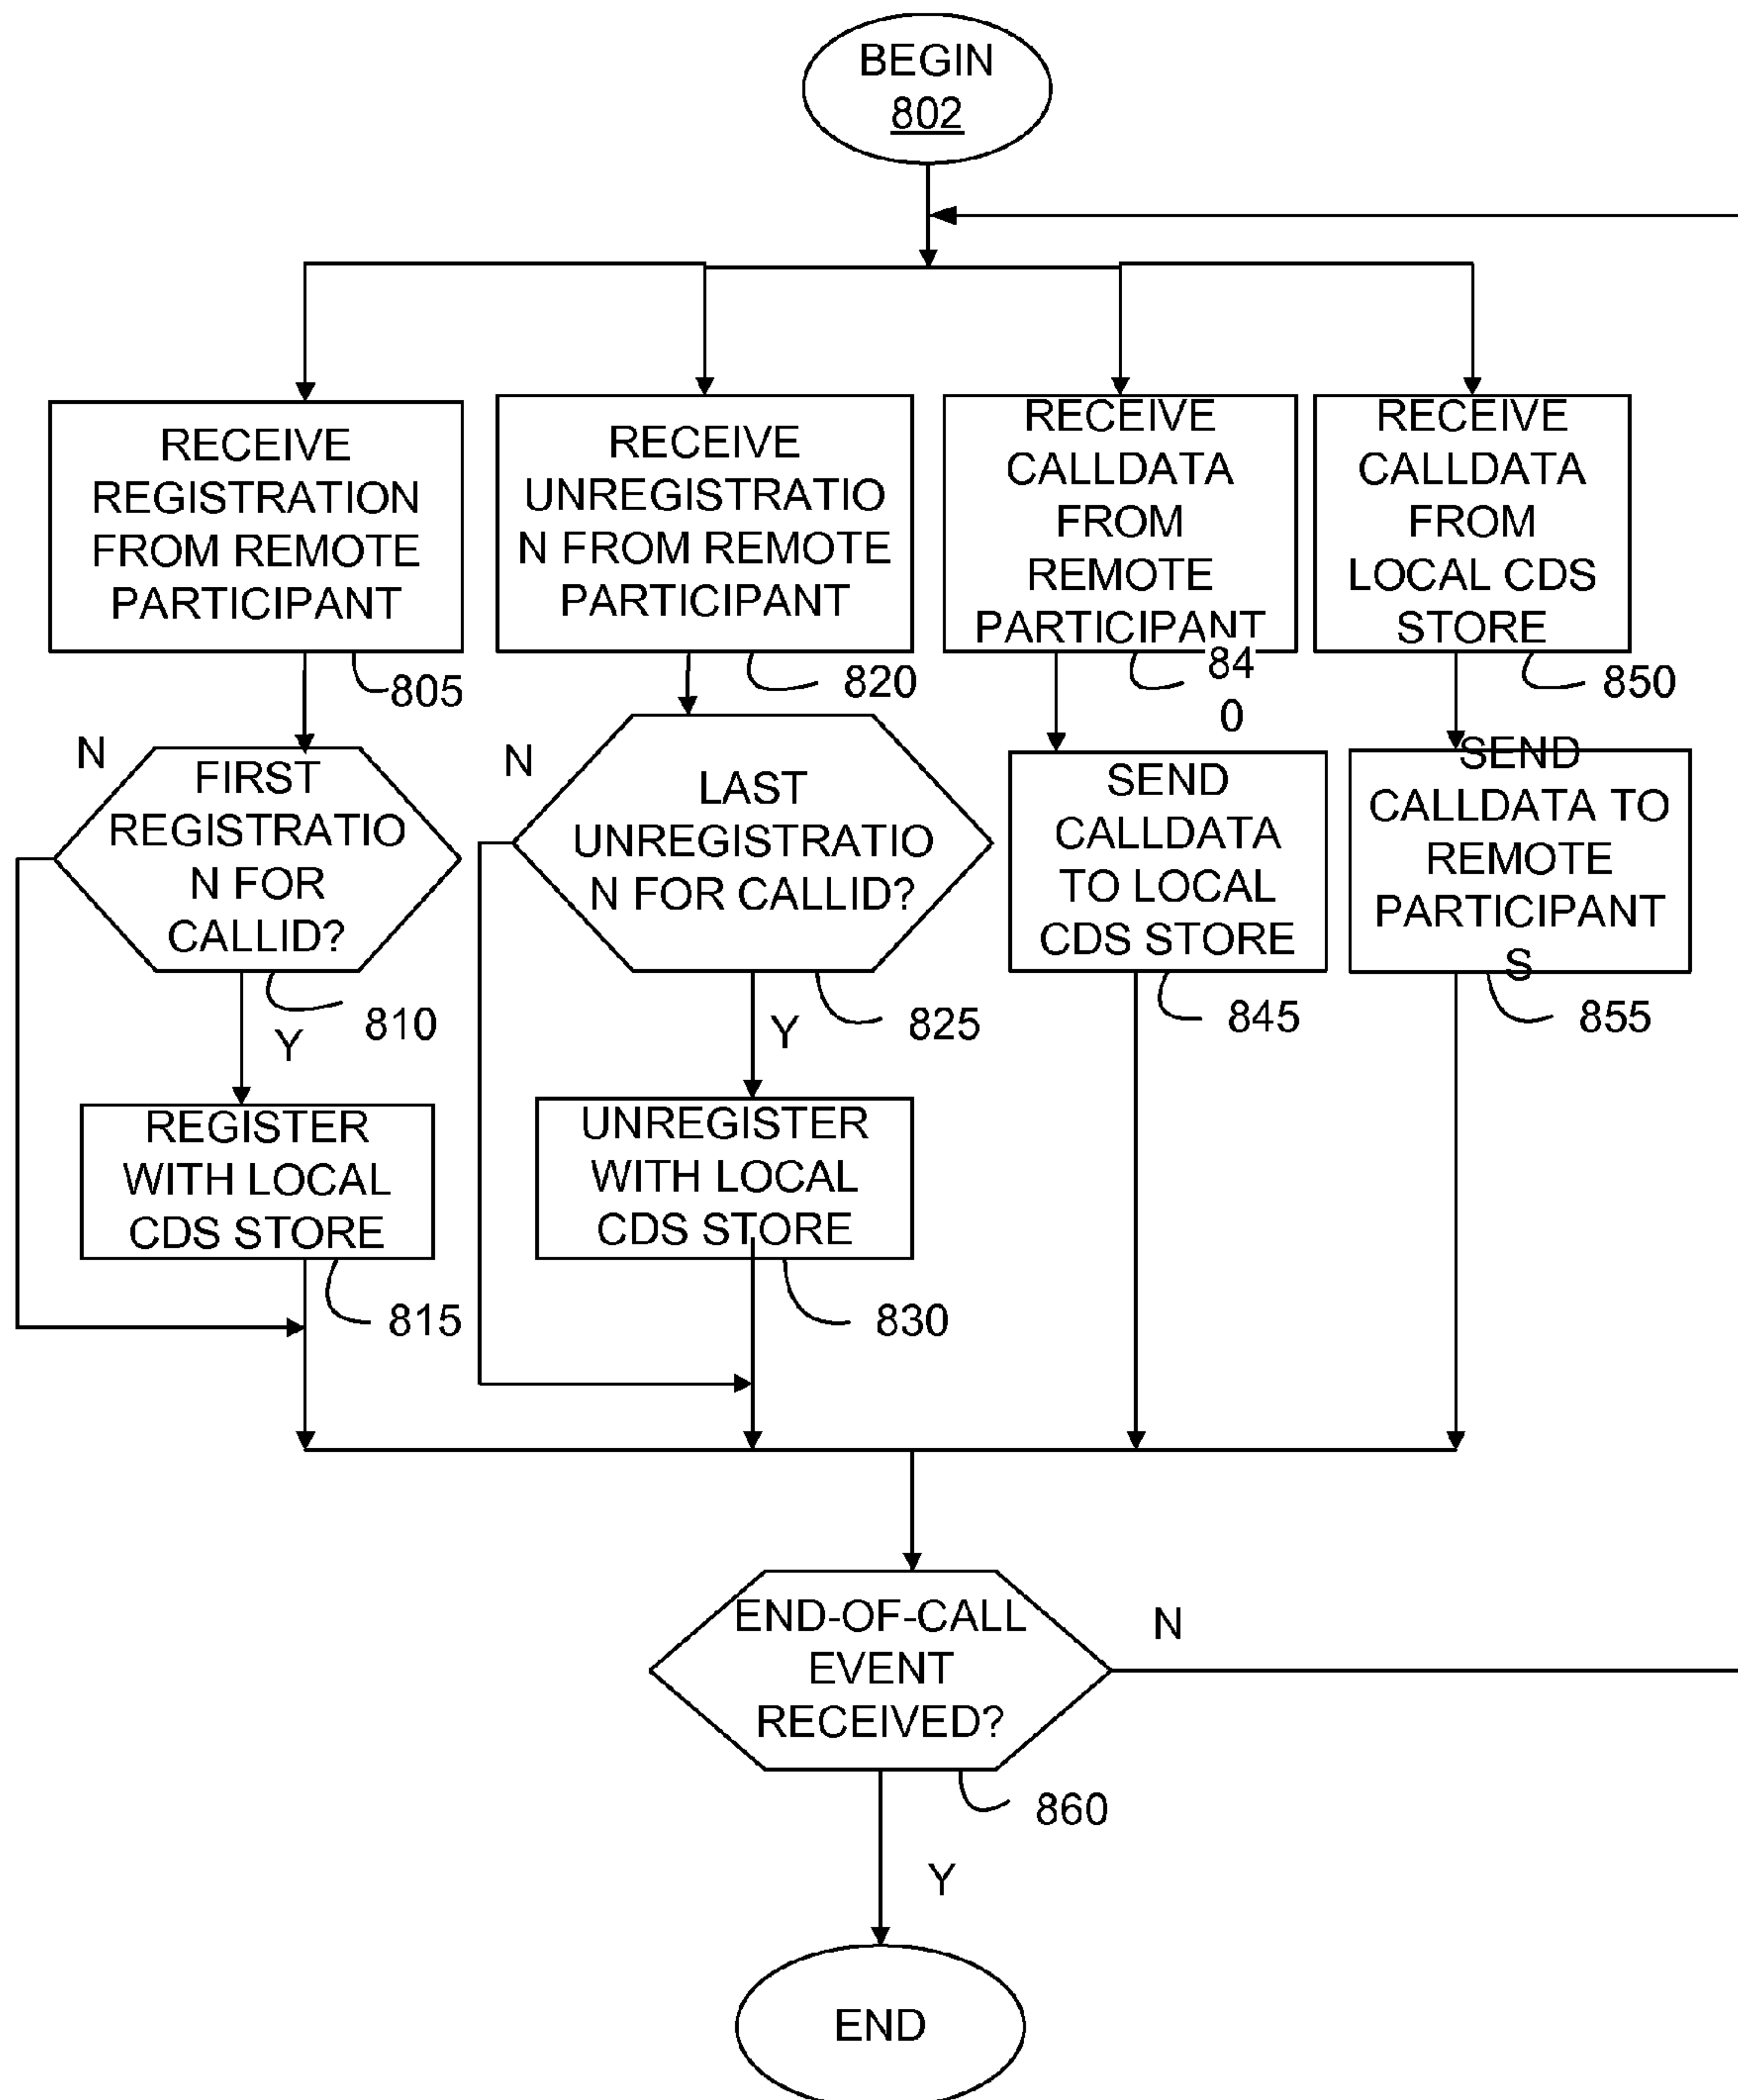 BEGIN
802
RECEIVE
REGISTRATION
FROM REMOTE
PARTICIPANT
805
RECEIVE
UNREGISTRATIO
N FROM REMOTE
PARTICIPANT
820
RECEIVE
CALLDATA
FROM
REMOTE
PARTICIPANT
84
0
RECEIVE
CALLDATA
FROM
LOCAL CDS
STORE
850
N
FIRST
REGISTRATIO
N FOR
CALLID?
810
Y
N
LAST
UNREGISTRATIO
N FOR CALLID?
825
Y
SEND
CALLDATA
TO LOCAL
CDS STORE
845
SEND
CALLDATA TO
REMOTE
PARTICIPANT
S
855
REGISTER
WITH LOCAL
CDS STORE
815
UNREGISTER
WITH LOCAL
CDS STORE
830
END-OF-CALL
EVENT
RECEIVED?
N
860
Y
END